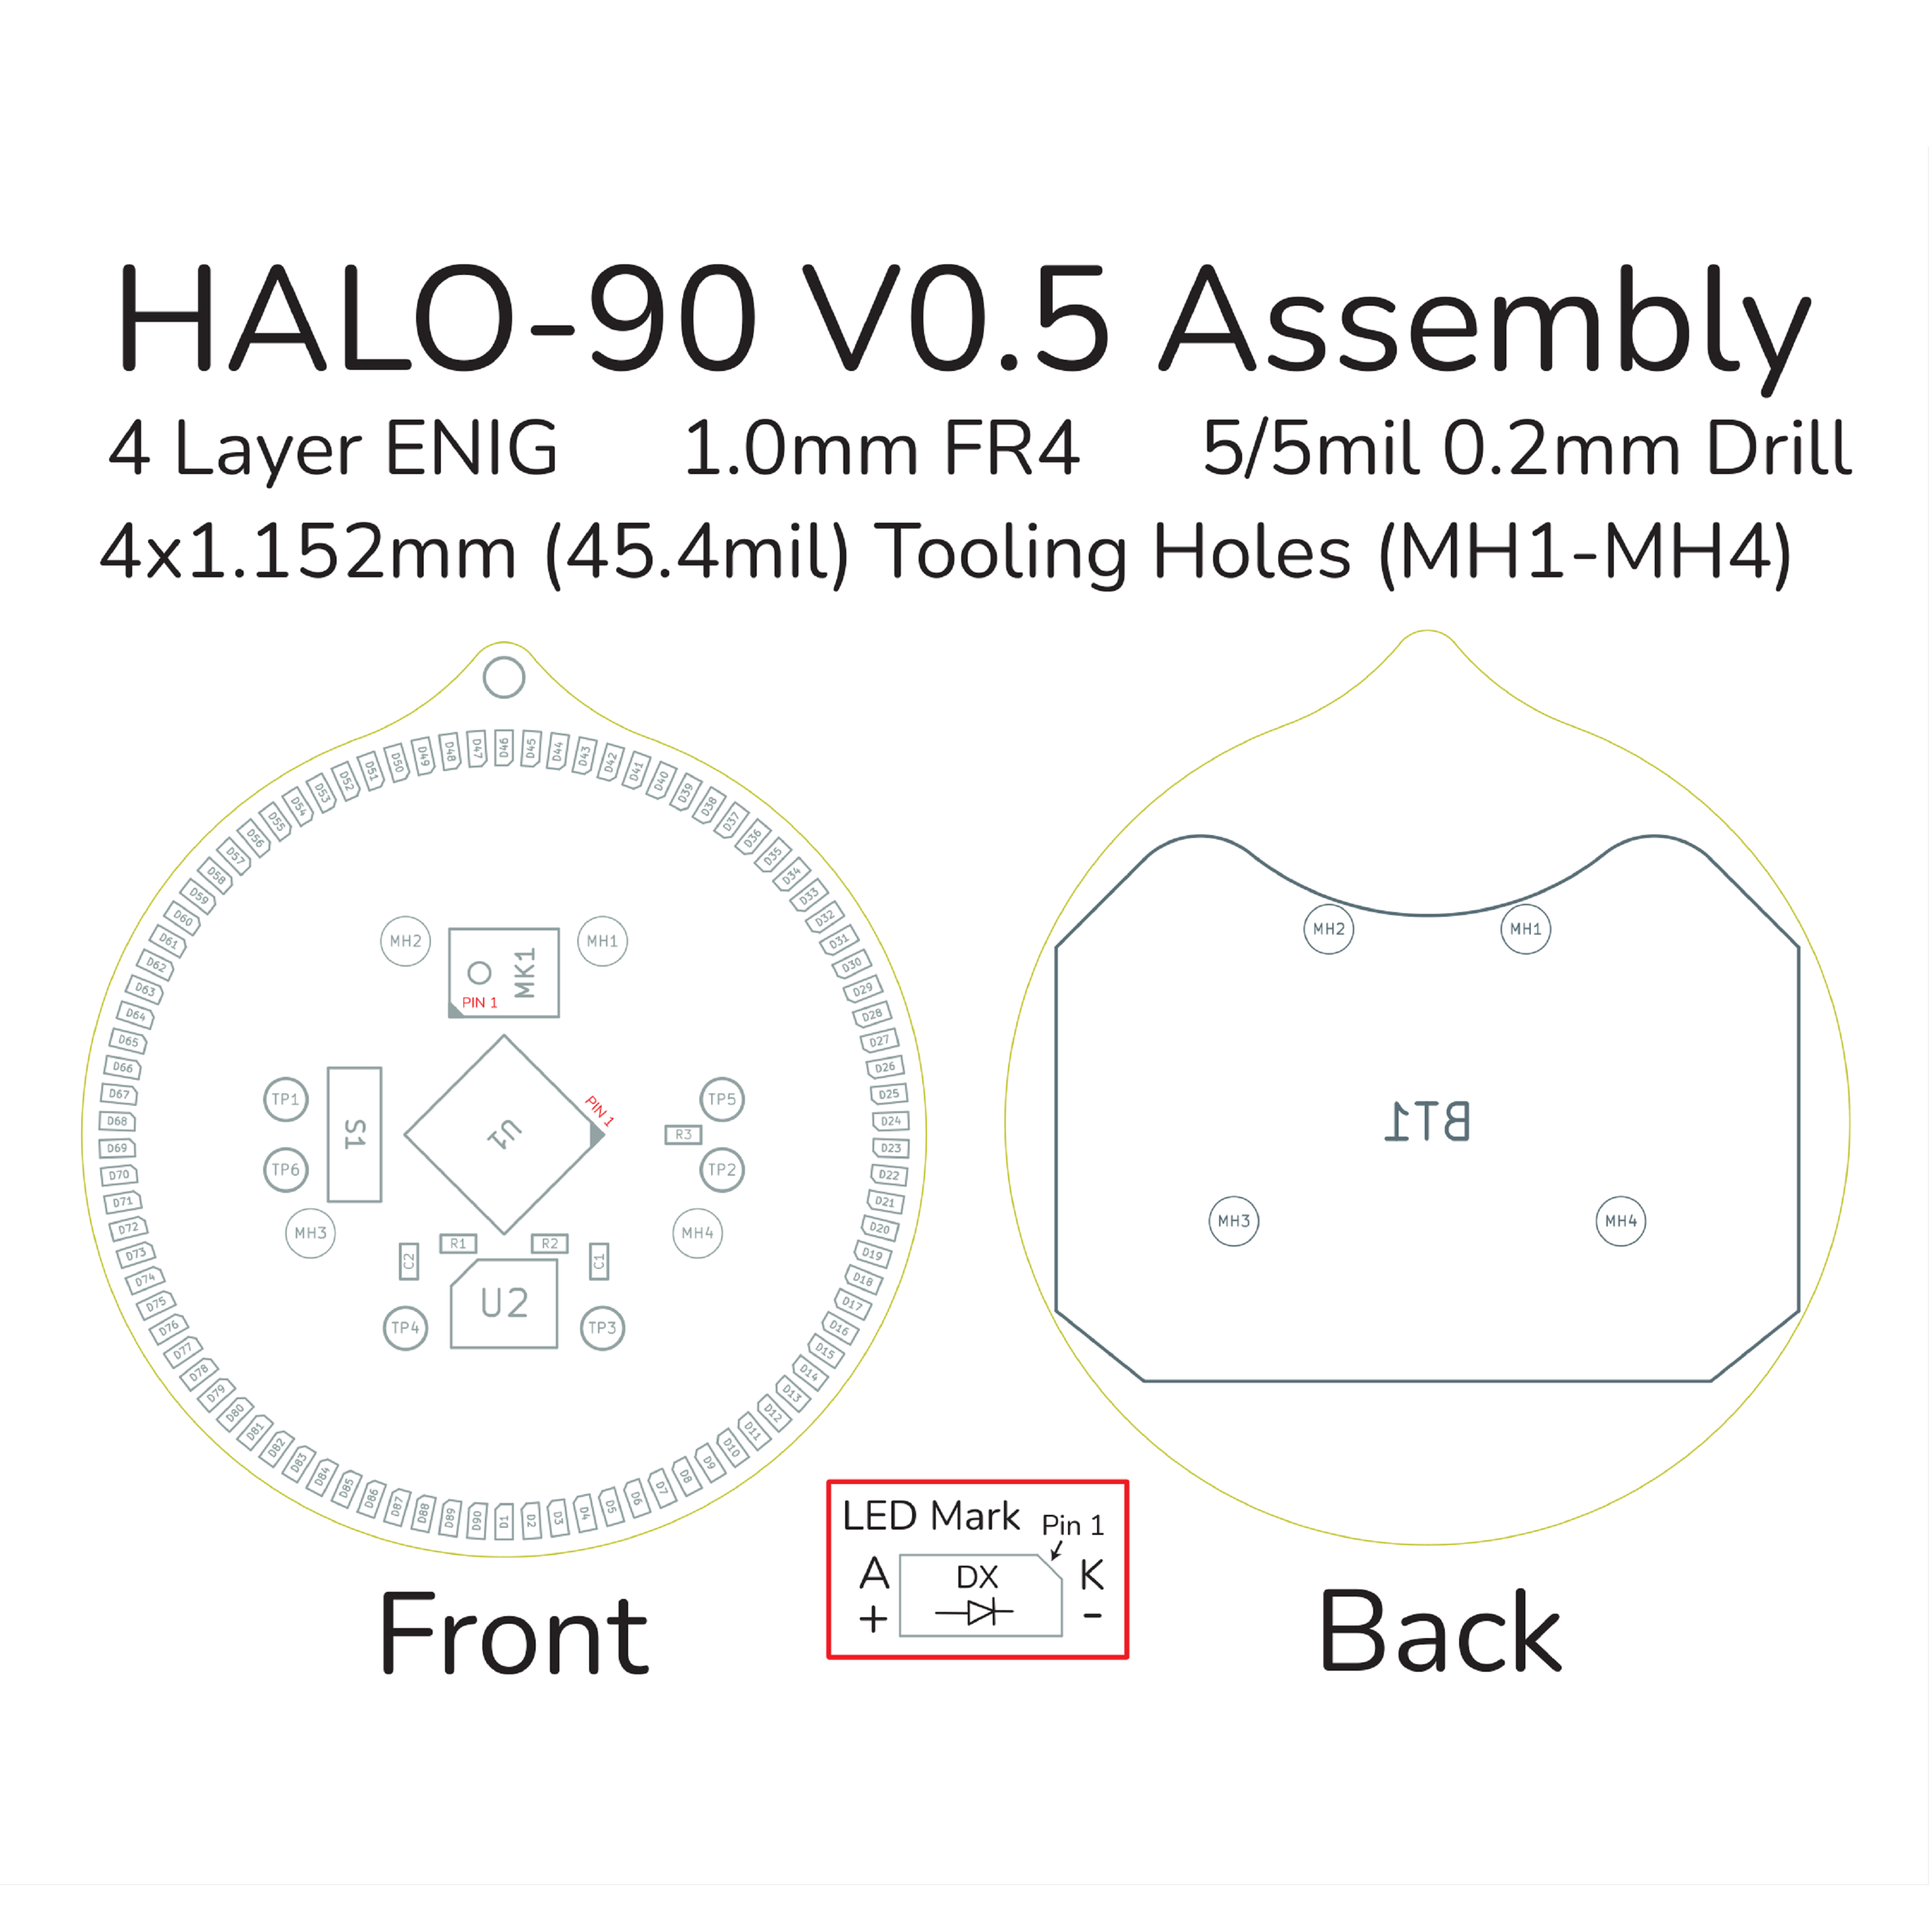 HALO-90 V0.5 Assembly
4 Layer ENIG 1.0mm FR4 5/5mil 0.2mm Drill
4x1.152mm (45.4mil) Tooling Holes (MH1-MH4)
D46
D45
D44
D43
D42
D41
D40
D39
D38
D37
D36
D35
D34
D33
D32
D31
D30
D29
D28
D27
D26
D25
D24
D23
D22
D21
D20
D19
D18
D17
D16
D15
D14
D13
D12
D11
D10
D9
D8
D7
D6
D5
D4
D3
D2
D1
D90
D89
D88
D87
D86
D85
D84
D83
D82
D81
D80
D79
D78
D77
D76
D75
D74
D73
D72
D71
D70
D69
D68
D67
D66
D65
D64
D63
D62
D61
D60
D59
D58
D57
D56
D55
D54
D53
D52
D51
D50
D49
D48
D47
MH2
MK1
PIN 1
MH1
TP1
S1
U1
PIN 1
TP5
R3
TP6
TP2
MH3
MH4
R1
R2
C2
C1
U2
TP4
TP3
MH2
MH1
BT1
MH3
MH4
LED Mark
Pin 1
A DX K
+ -
Front
Back